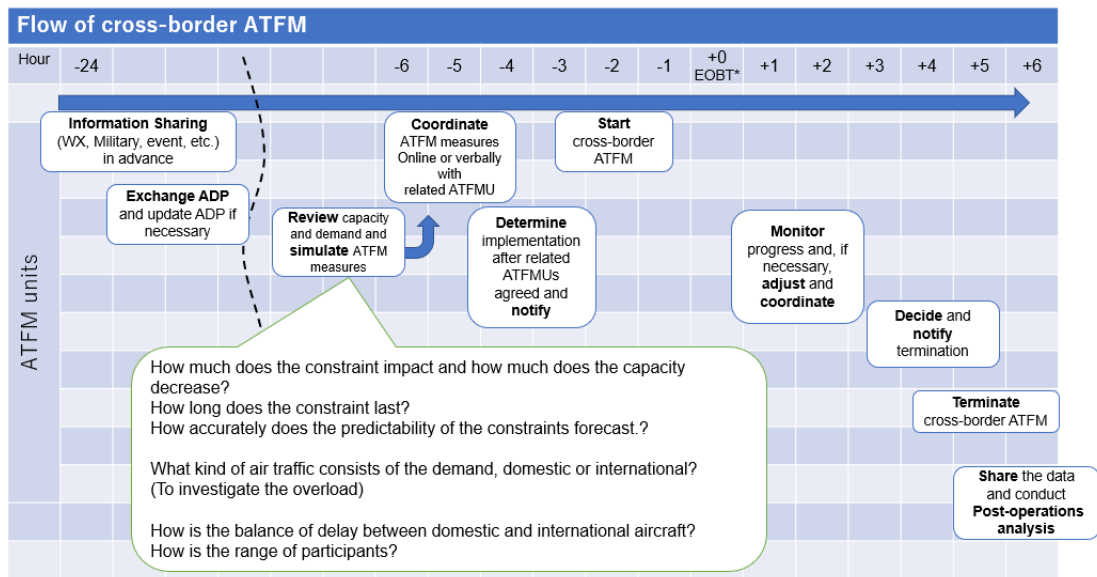 Flow of cross-border ATFM
Hour
-24
-6
-5
-4
-3
-2
-1
+0
EOBT*
+1
+2
+3
+4
+5
+6
ATFM units
Information Sharing
(WX, Military, event, etc.)
in advance
Exchange ADP
and update ADP if
necessary
Review capacity
and demand and
simulate ATFM
measures
Coordinate
ATFM measures
Online or verbally
with
related ATFMU
Determine
implementation
after related
ATFMUs
agreed and
notify
Start
cross-border
ATFM
Monitor
progress and, if
necessary,
adjust and
coordinate
Decide and
notify
termination
Terminate
cross-border ATFM
Share the data
and conduct
Post-operations
analysis
How much does the constraint impact and how much does the capacity
decrease?
How long does the constraint last?
How accurately does the predictability of the constraints forecast.?
What kind of air traffic consists of the demand, domestic or international?
(To investigate the overload)
How is the balance of delay between domestic and international aircraft?
How is the range of participants?